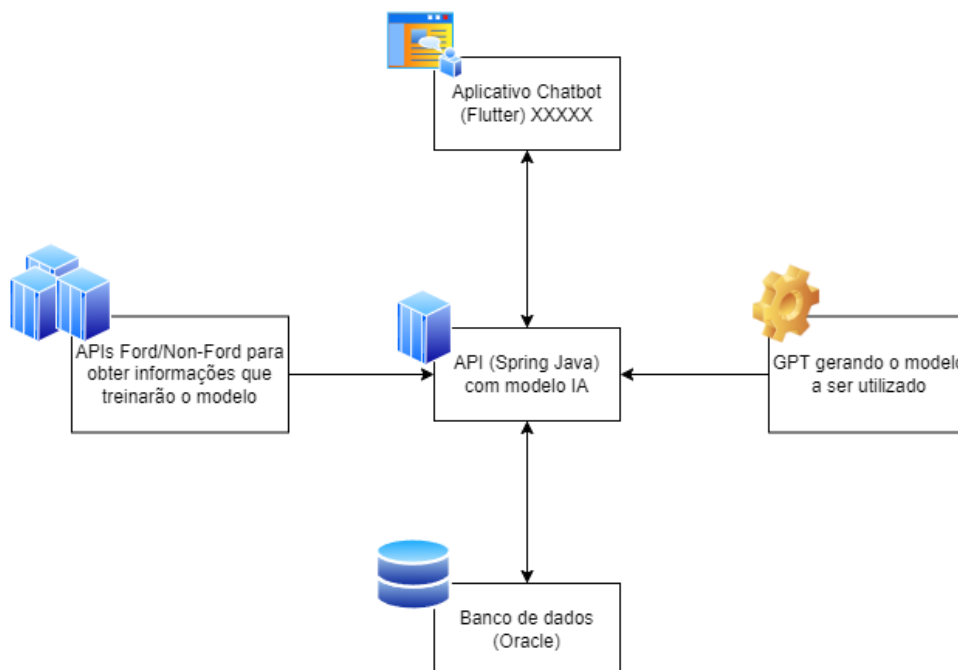 Aplicativo Chatbot
(Flutter) XXXXX
APIs Ford/Non-Ford para
obter informações que
treinarão o modelo
API (Spring Java)
com modelo IA
GPT gerando o modelo
a ser utilizado
Banco de dados
(Oracle)